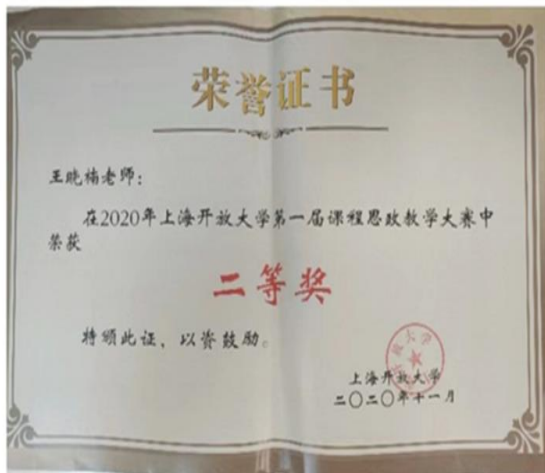 荣誉证书
王晓楠老师：
在2020年上海开放大学第一届课程思政教学大赛中
荣获
二等奖
特颁此证，以资鼓励。
上海开放大学
二〇二〇年十一月